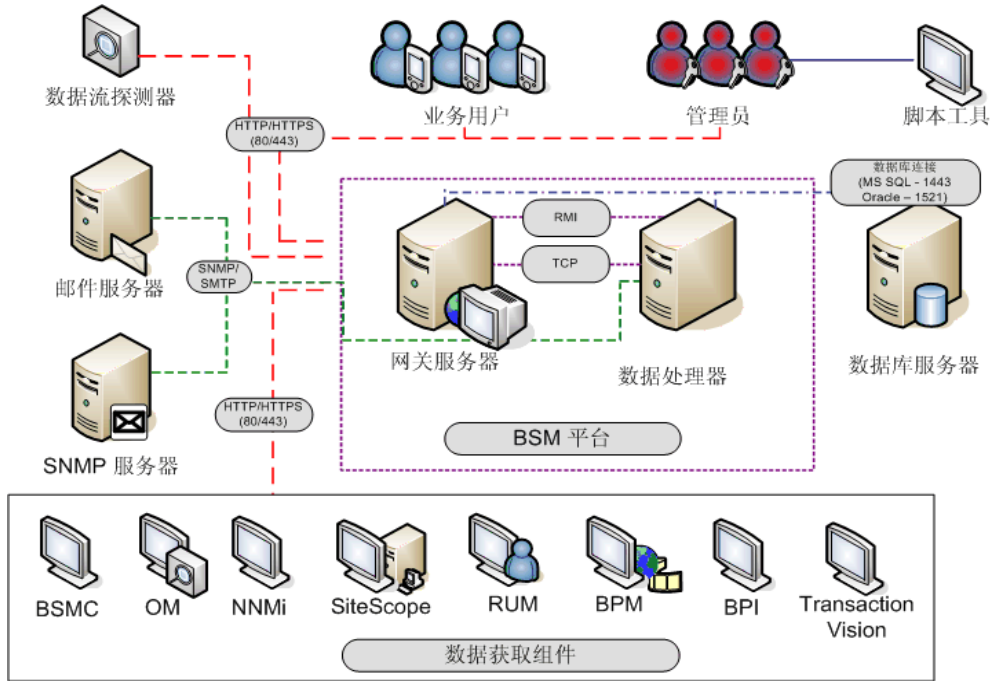 数据流探测器
业务用户
管理员
脚本工具
HTTP/HTTPS
(80/443)
数据库连接
(MS SQL - 1443
Oracle – 1521)
RMI
TCP
SNMP/
SMTP
邮件服务器
网关服务器
数据处理器
数据库服务器
HTTP/HTTPS
(80/443)
BSM 平台
SNMP 服务器
BSMC
OM
NNMi
SiteScope
RUM
BPM
BPI
Transaction
Vision
数据获取组件